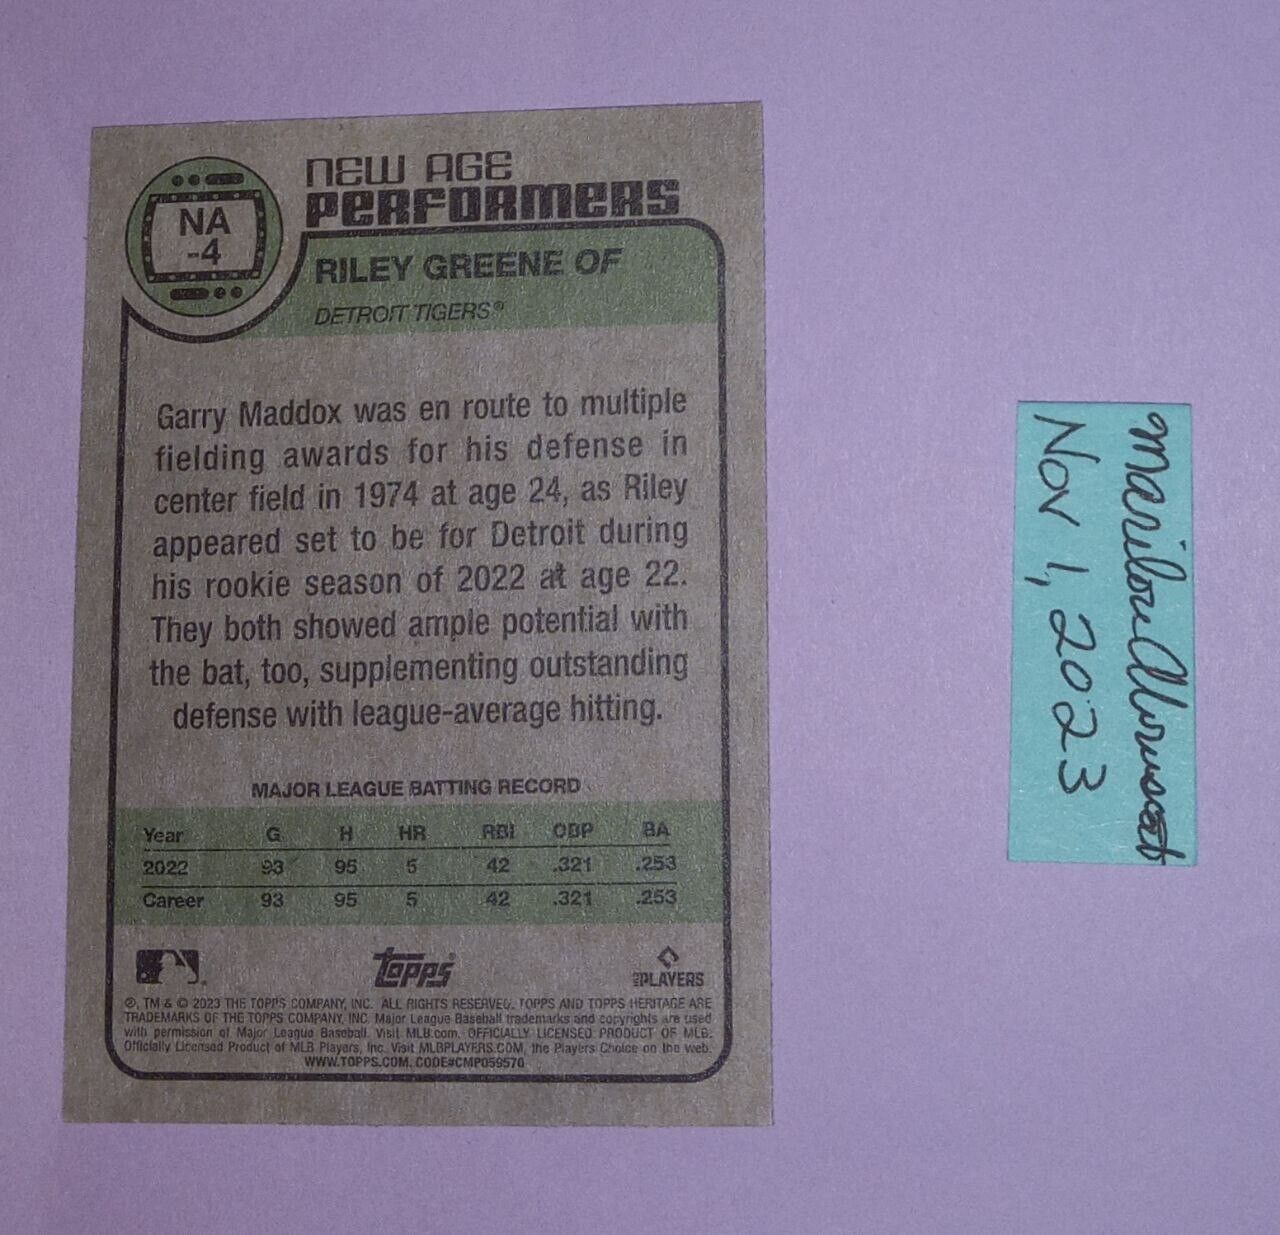 NEW AGE
PERFORMERS
NA
-4
RILEY GREENE OF
DETROIT TIGERS®
Garry Maddox was en route to multiple
fielding awards for his defense in
center field in 1974 at age 24, as Riley
appeared set to be for Detroit during
his rookie season of 2022 at age 22.
They both showed ample potential with
the bat, too, supplementing outstanding
defense with league-average hitting.
MAJOR LEAGUE BATTING RECORD
Year G H HR RBI OBP BA
2022 93 95 5 42 .321 .253
Career 93 95 5 42 .321 .253
topps
PLAYERS
®, TM & © 2023 THE TOPPS COMPANY, INC. ALL RIGHTS RESERVED. TOPPS AND TOPPS HERITAGE ARE
TRADEMARKS OF THE TOPPS COMPANY, INC. Major League Baseball trademarks and copyrights are used
with permission of Major League Baseball. Visit MLB.com. OFFICIALLY LICENSED PRODUCT OF MLB.
Officially Licensed Product of MLB Players, Inc. Visit MLBPLAYERS.COM, the Players Choice on the web.
WWW.TOPPS.COM. CODE#CMP059570
Nov 1, 2023